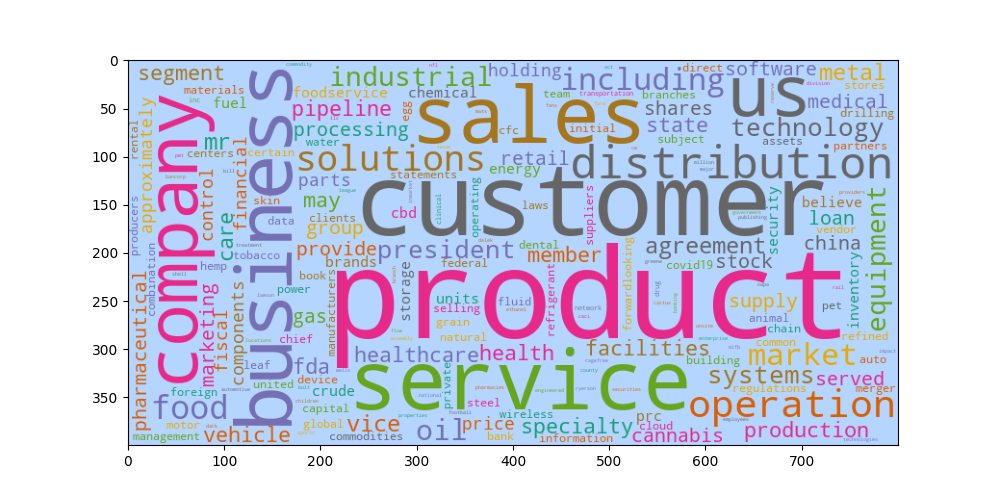 0
50
100
150
200
250
300
350
0 100 200 300 400 500 600 700
segment industrial holding including direct software metal
materials foodservice chemical team transportation branches us stores
fuel pipeline egg sales shares medical
approximately company business mr processing cfc initial state technology drilling
rental water subject assets partners
centers certain solutions retail distribution
financial parts statements energy
control skin may customer operating laws suppliers security believe providers
producers care data clients cbd loan
group vendor
provide president dental member agreement china equipment
combination tobacco brands federal covid19 stock
hemp book storage refrigerant forwardlooking
power units fluid product drug supply pet inventory
pharmaceutical marketing components gas manufacturers selling ethanol network animal
fiscal grain chain refined
chief natural common
healthcare health facilities market
leaf fda service building auto
united device private systems served
foreign crude regulations merger
food capital steel operation
motor global vice price wireless specialty prc
vehicle oil cloud production
management commodities bank information cannabis